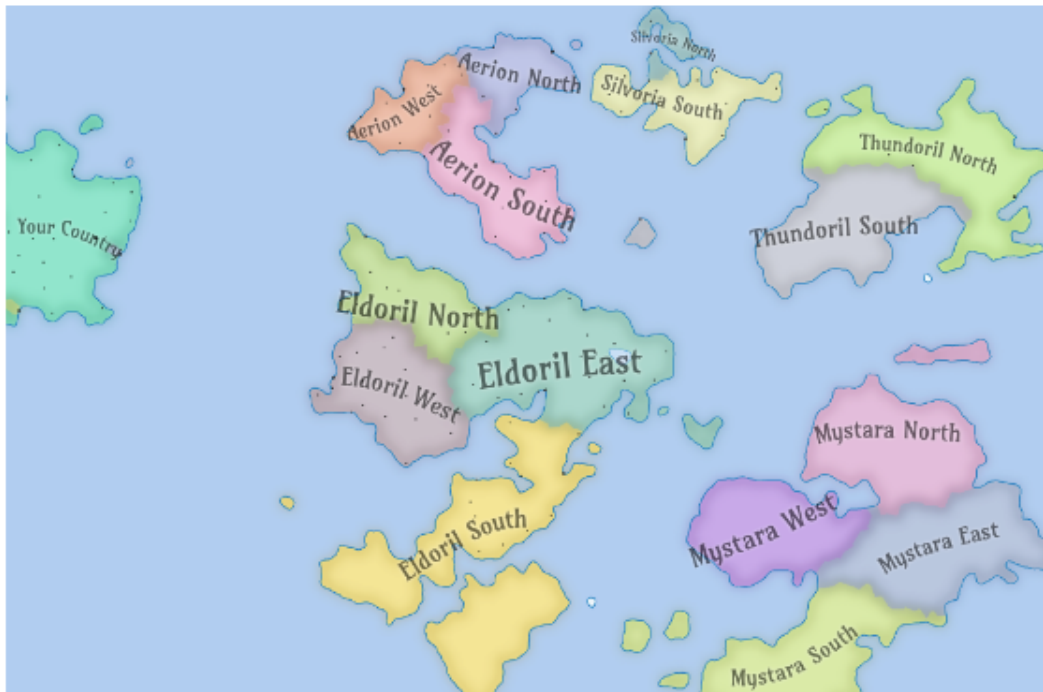 Silvoria North
Aerion North
Aerion West
Silvoria South
Thundoril North
Aerion South
Your Country
Thundoril South
Eldoril North
Eldoril East
Eldoril West
Mystara North
Mystara West
Eldoril South
Mystara East
Mystara South